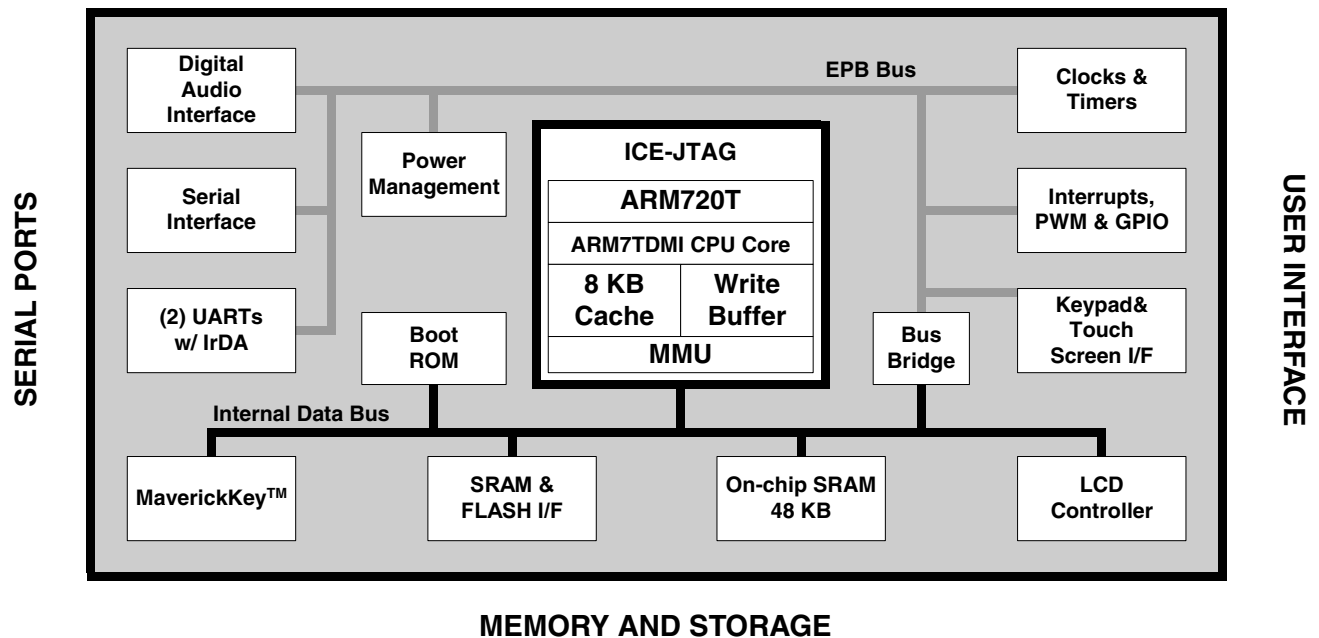 Digital
Audio
Interface
EPB Bus
Clocks &
Timers
Power
Management
ICE-JTAG
ARM720T
ARM7TDMI CPU Core
8 KB
Cache
Write
Buffer
MMU
Serial
Interface
Interrupts,
PWM & GPIO
(2) UARTs
w/ IrDA
Boot
ROM
Bus
Bridge
Keypad&
Touch
Screen I/F
Internal Data Bus
MaverickKey™
SRAM &
FLASH I/F
On-chip SRAM
48 KB
LCD
Controller
SERIAL PORTS
USER INTERFACE
MEMORY AND STORAGE